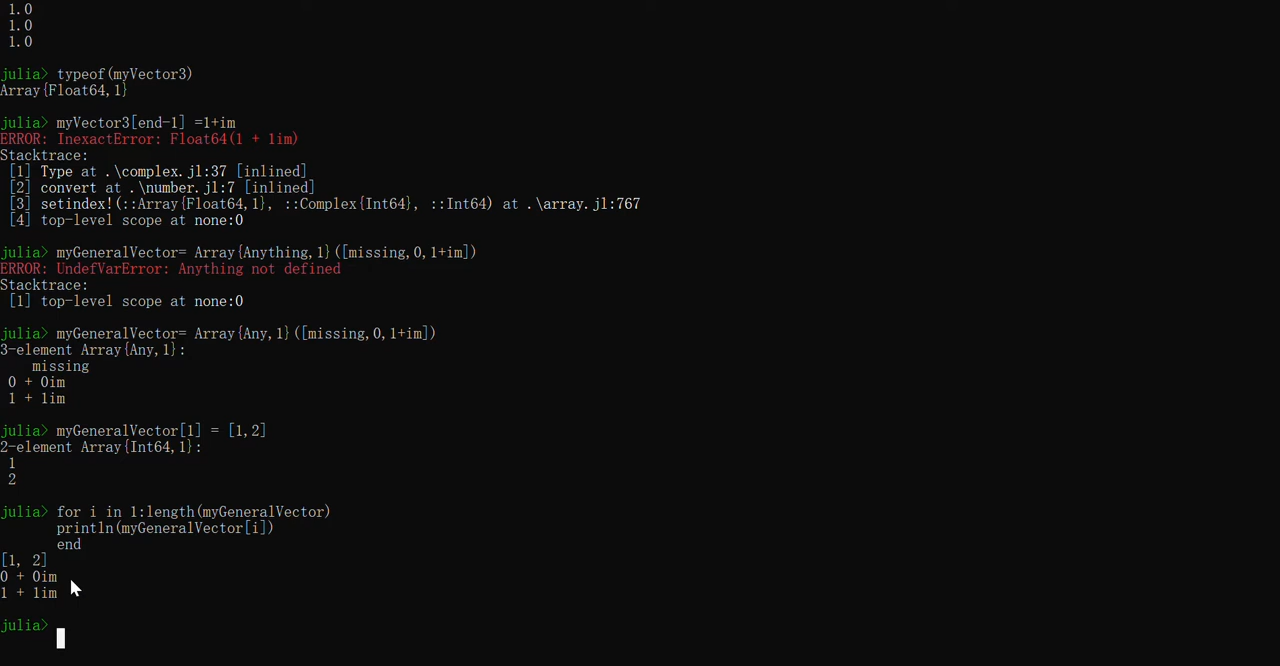 1.0
1.0
1.0
julia> typeof(myVector3)
Array{Float64,1}
julia> myVector3[end-1] =1+im
ERROR: InexactError: Float64(1 + 1im)
Stacktrace:
[1] Type at .\complex.jl:37 [inlined]
[2] convert at .\number.jl:7 [inlined]
[3] setindex!(::Array{Float64,1}, ::Complex{Int64}, ::Int64) at .\array.jl:767
[4] top-level scope at none:0
julia> myGeneralVector= Array{Anything,1}([missing,0,1+im])
ERROR: UndefVarError: Anything not defined
Stacktrace:
[1] top-level scope at none:0
julia> myGeneralVector= Array{Any,1}([missing,0,1+im])
3-element Array{Any,1}:
missing
0 + 0im
1 + 1im
julia> myGeneralVector[1] = [1,2]
2-element Array{Int64,1}:
1
2
julia> for i in 1:length(myGeneralVector)
println(myGeneralVector[i])
end
[1, 2]
0 + 0im
1 + 1im
julia>